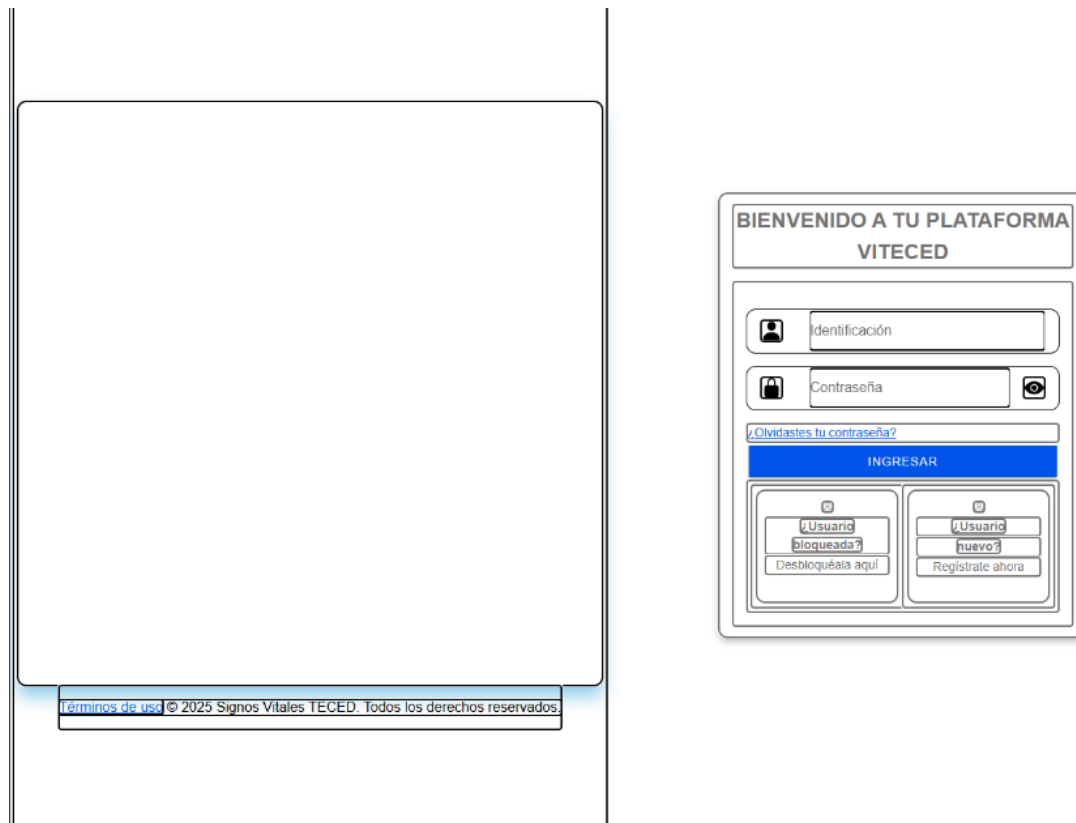 BIENVENIDO A TU PLATAFORMA
VITECED
Identificación
Contraseña
¿Olvidastes tu contraseña?
INGRESAR
¿Usuario
bloqueada?
Desbloquéala aquí
¿Usuario
nuevo?
Regístrate ahora
Términos de uso © 2025 Signos Vitales TECED. Todos los derechos reservados.